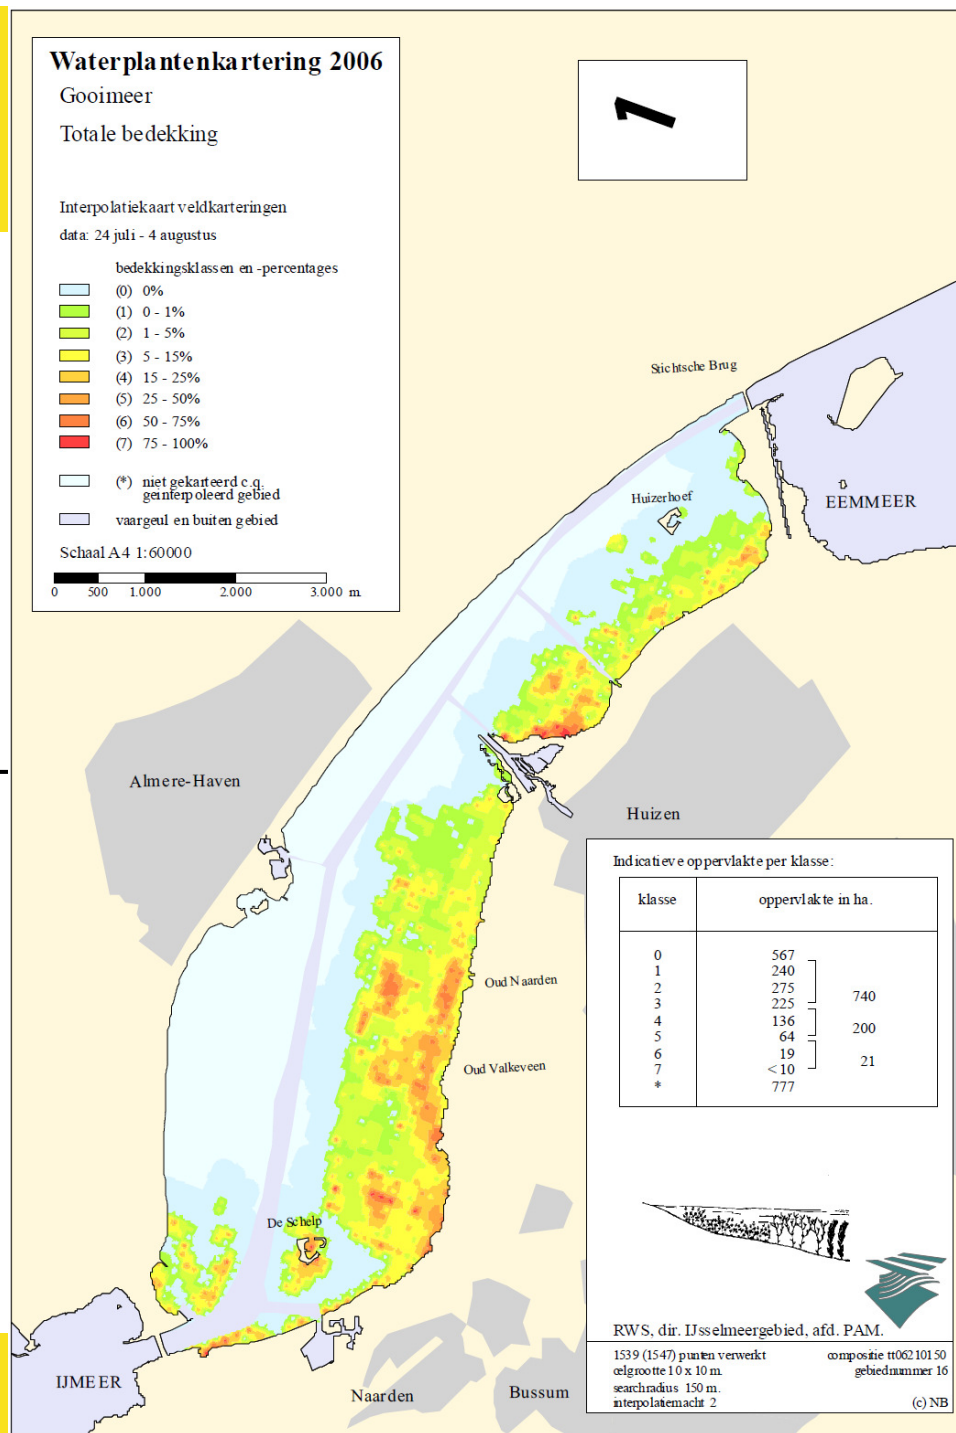 Waterplantenkartering 2006
Gooimeer
Totale bedekking
Interpolatiekaart veldkarteringen
data: 24 juli - 4 augustus
bedekkingsklassen en -percentages
(0) 0%
(1) 0 - 1%
(2) 1 - 5%
(3) 5 - 15%
(4) 15 - 25%
(5) 25 - 50%
(6) 50 - 75%
(7) 75 - 100%
(*) niet gekarteerd c.q.
geinterpoleerd gebied
vaargeul en buiten gebied
Schaal A4 1:60000
0 500 1.000 2.000 3.000 m.
Stichtsche Brug
Huizerhoef
EEMMEER
Almere-Haven
Huizen
Oud Naarden
Oud Valkeveen
De Schelp
IJMEER
Naarden
Bussum
Indicatieve oppervlakte per klasse:
klasse oppervlakte in ha.
0 567
1 240
2 275
3 225 740
4 136
5 64 200
6 19
7 <10 21
* 777
RWS, dir. IJsselmeergebied, afd. PAM.
1539 (1547) punten verwerkt compositie tt06210150
celgrootte 10 x 10 m. gebiednummer 16
searchradius 150 m.
interpolatiemacht 2 (c) NB